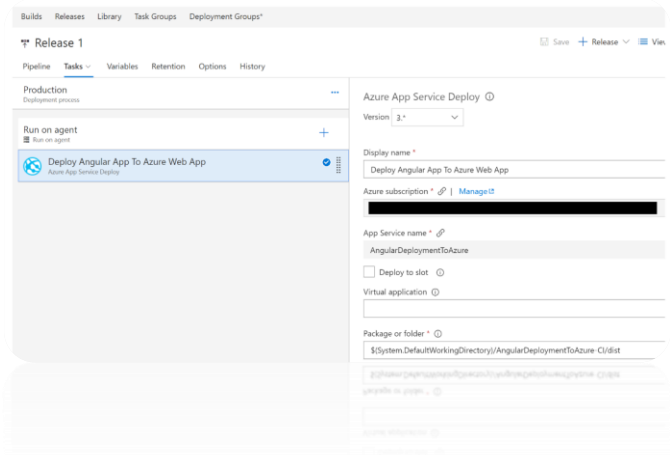 Builds Releases Library Task Groups Deployment Groups*
Release 1
Save + Release View
Pipeline Tasks Variables Retention Options History
Production
Deployment process
...
Run on agent
Run on agent
+
Deploy Angular App To Azure Web App
Azure App Service Deploy
Azure App Service Deploy
Version 3.*
Display name *
Deploy Angular App To Azure Web App
Azure subscription * | Manage
App Service name *
AngularDeploymentToAzure
Deploy to slot
Virtual application
Package or folder *
$(System.DefaultWorkingDirectory)/AngularDeploymentToAzure-CI/dist